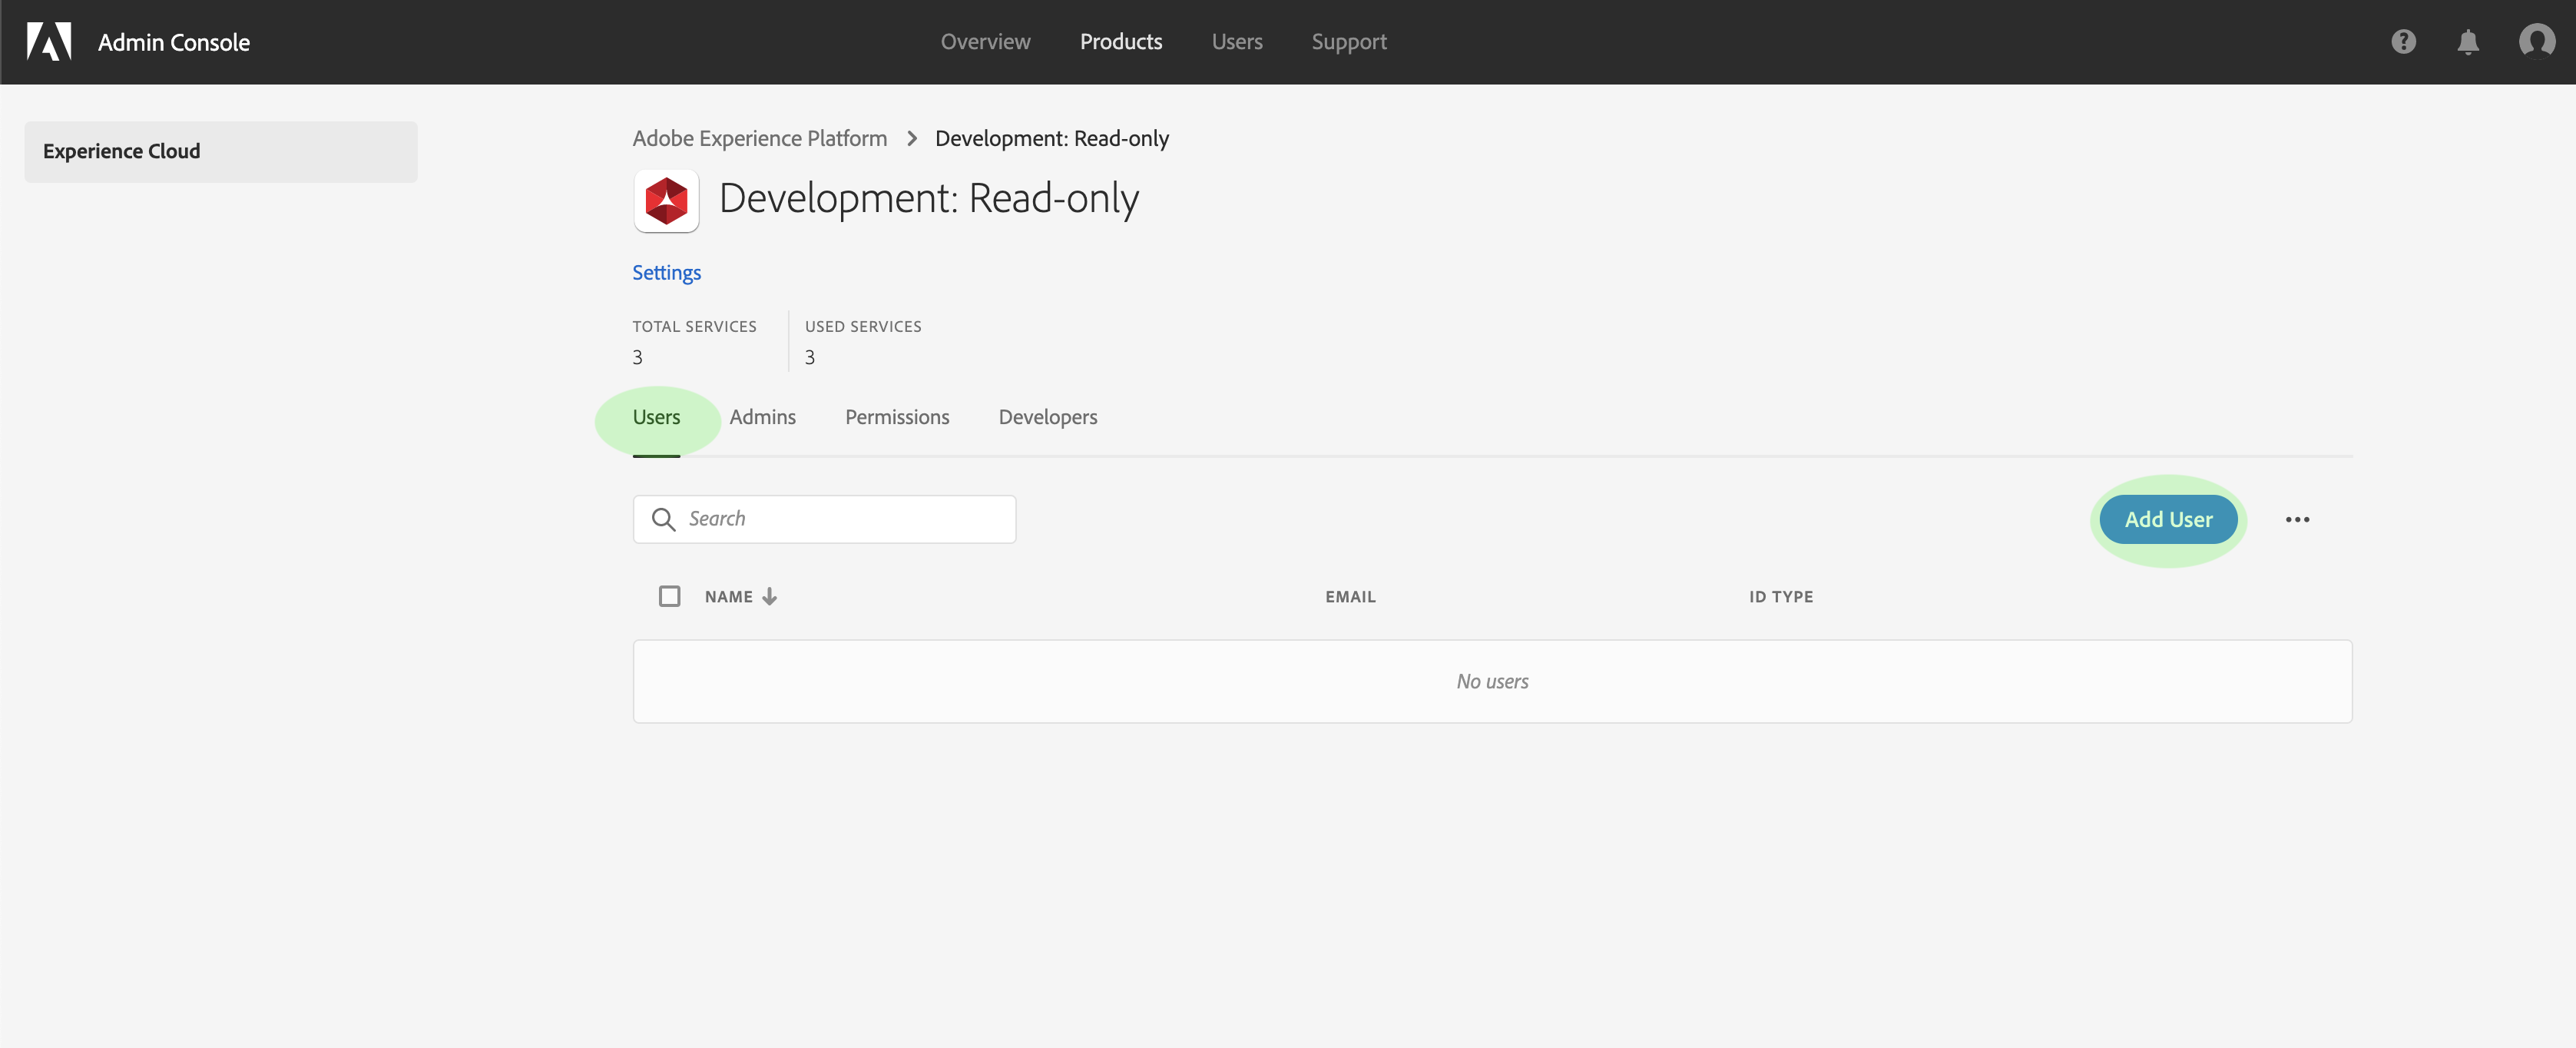 Admin Console Overview Products Users Support
Experience Cloud
Adobe Experience Platform > Development: Read-only
Development: Read-only
Settings
TOTAL SERVICES USED SERVICES
3 3
Users Admins Permissions Developers
Search Add User
NAME EMAIL ID TYPE
No users